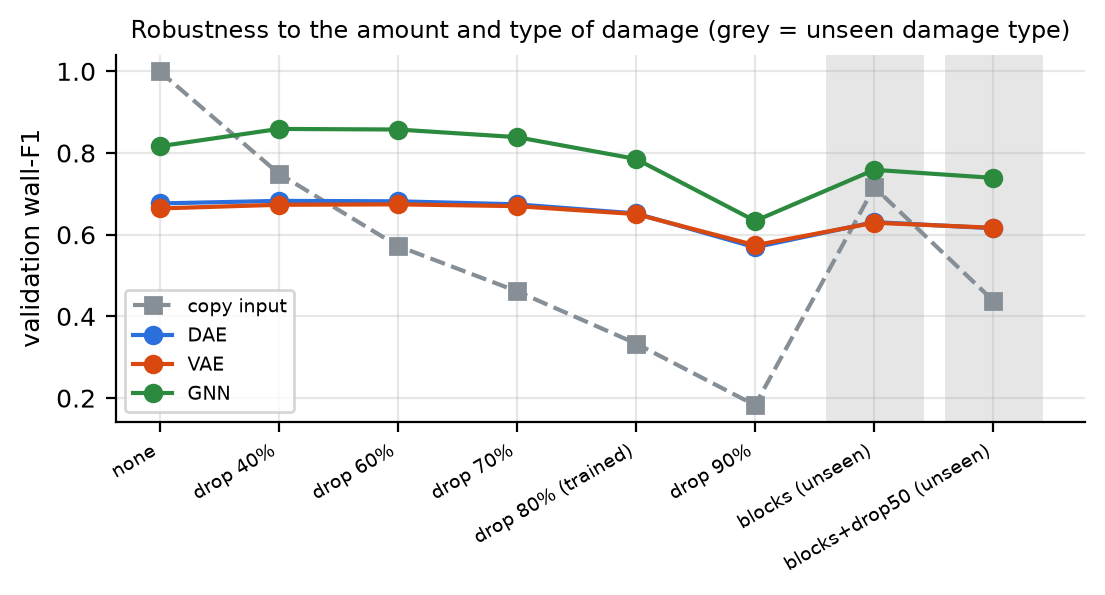 Robustness to the amount and type of damage (grey = unseen damage type)
validation wall-F1
1.0
0.8
0.6
0.4
0.2
copy input
DAE
VAE
GNN
none
drop 40%
drop 60%
drop 70%
drop 80% (trained)
drop 90%
blocks (unseen)
blocks+drop50 (unseen)